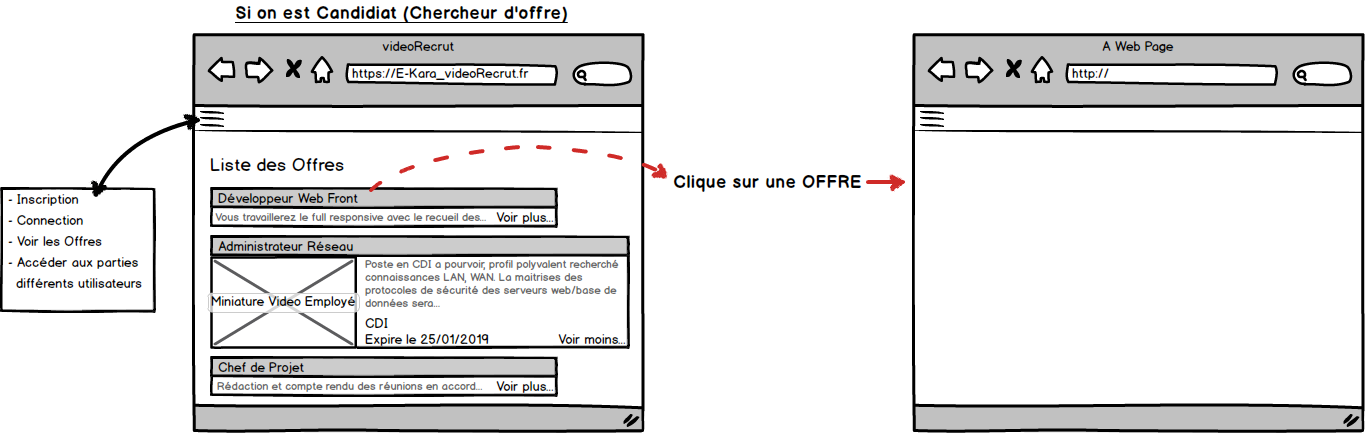 Si on est Candidiat (Chercheur d'offre)
videoRecrut
https://E-Kara_videoRecrut.fr
- Inscription
- Connection
- Voir les Offres
- Accéder aux parties
différents utilisateurs
Liste des Offres
Développeur Web Front
Vous travaillerez le full responsive avec le recueil des... Voir plus...
Administrateur Réseau
Miniature Video Employé
Poste en CDI a pourvoir, profil polyvalent recherché
connaissances LAN, WAN. La maitrises des
protocoles de sécurité des serveurs web/base de
données sera...
CDI
Expire le 25/01/2019 Voir moins...
Chef de Projet
Rédaction et compte rendu des réunions en accord... Voir plus...
Clique sur une OFFRE
A Web Page
http://